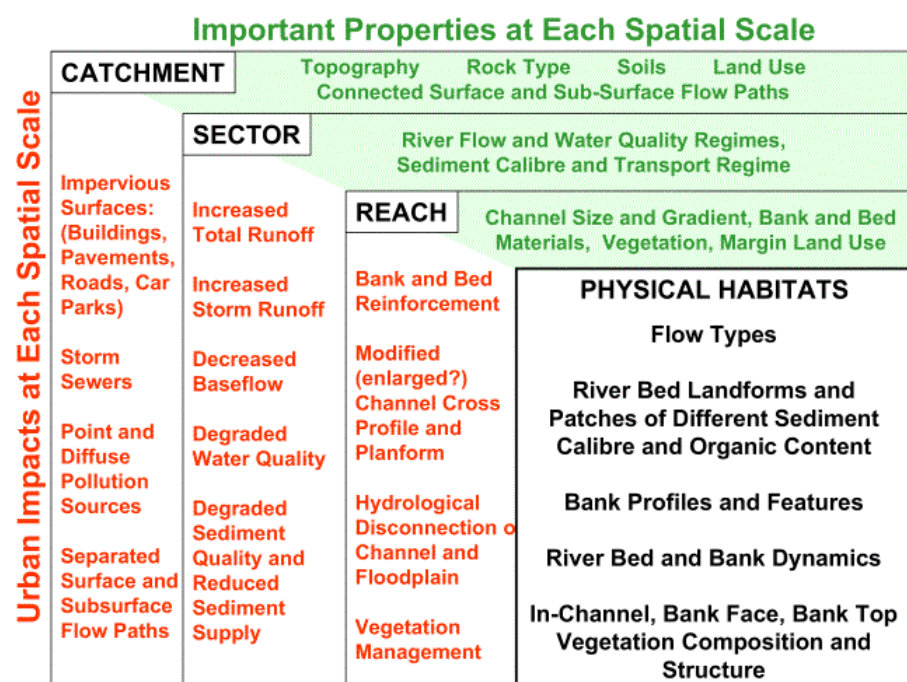 Important Properties at Each Spatial Scale
Urban Impacts at Each Spatial Scale
CATCHMENT
Topography Rock Type Soils Land Use
Connected Surface and Sub-Surface Flow Paths
Impervious
Surfaces:
(Buildings,
Pavements,
Roads, Car
Parks)
Storm
Sewers
Point and
Diffuse
Pollution
Sources
Separated
Surface and
Subsurface
Flow Paths
SECTOR
River Flow and Water Quality Regimes,
Sediment Calibre and Transport Regime
Increased
Total Runoff
Increased
Storm Runoff
Decreased
Baseflow
Degraded
Water Quality
Degraded
Sediment
Quality and
Reduced
Sediment
Supply
REACH
Channel Size and Gradient, Bank and Bed
Materials, Vegetation, Margin Land Use
Bank and Bed
Reinforcement
Modified
(enlarged?)
Channel Cross
Profile and
Planform
Hydrological
Disconnection o
Channel and
Floodplain
Vegetation
Management
PHYSICAL HABITATS
Flow Types
River Bed Landforms and
Patches of Different Sediment
Calibre and Organic Content
Bank Profiles and Features
River Bed and Bank Dynamics
In-Channel, Bank Face, Bank Top
Vegetation Composition and
Structure